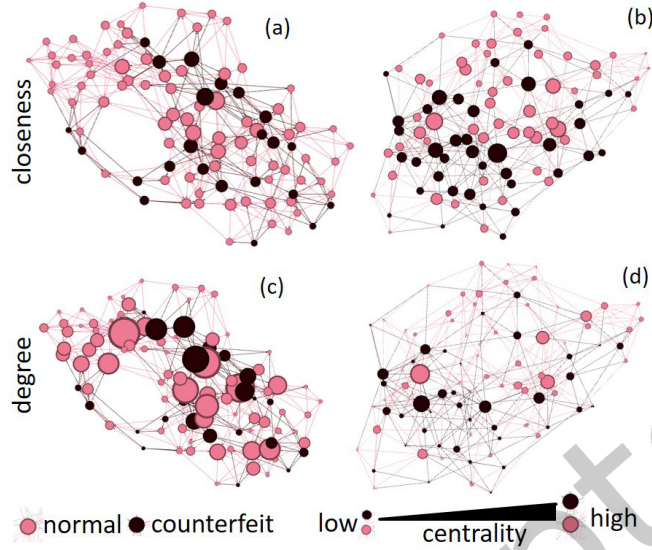 (a)
(b)
closeness
(c)
(d)
degree
normal counterfeit low centrality high